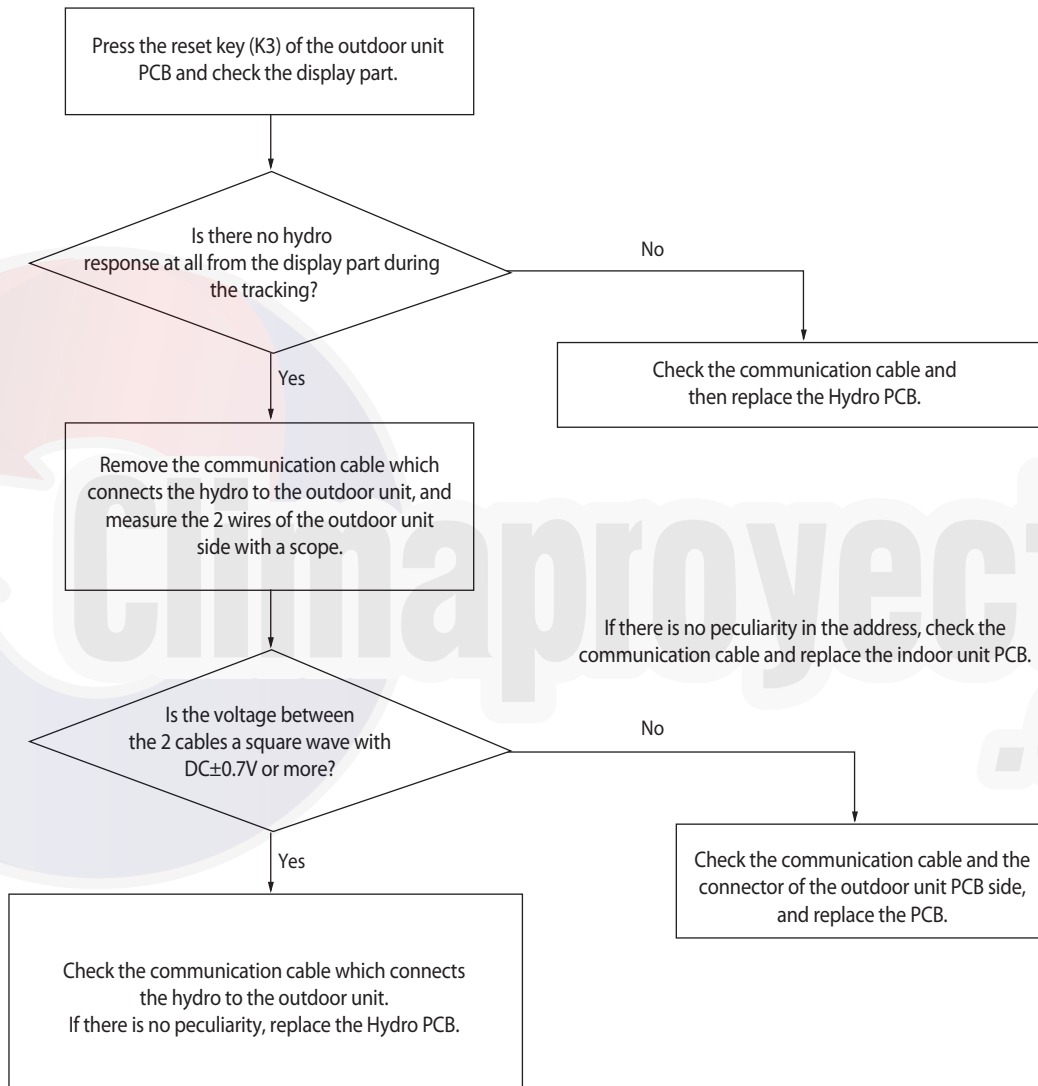 Press the reset key (K3) of the outdoor unit
PCB and check the display part.
Is there no hydro
response at all from the display part during
the tracking?
No
Yes
Check the communication cable and
then replace the Hydro PCB.
Remove the communication cable which
connects the hydro to the outdoor unit, and
measure the 2 wires of the outdoor unit
side with a scope.
Climaproyect
If there is no peculiarity in the address, check the
communication cable and replace the indoor unit PCB.
Is the voltage between
the 2 cables a square wave with
DC±0.7V or more?
No
Yes
Check the communication cable and the
connector of the outdoor unit PCB side,
and replace the PCB.
Check the communication cable which connects
the hydro to the outdoor unit.
If there is no peculiarity, replace the Hydro PCB.